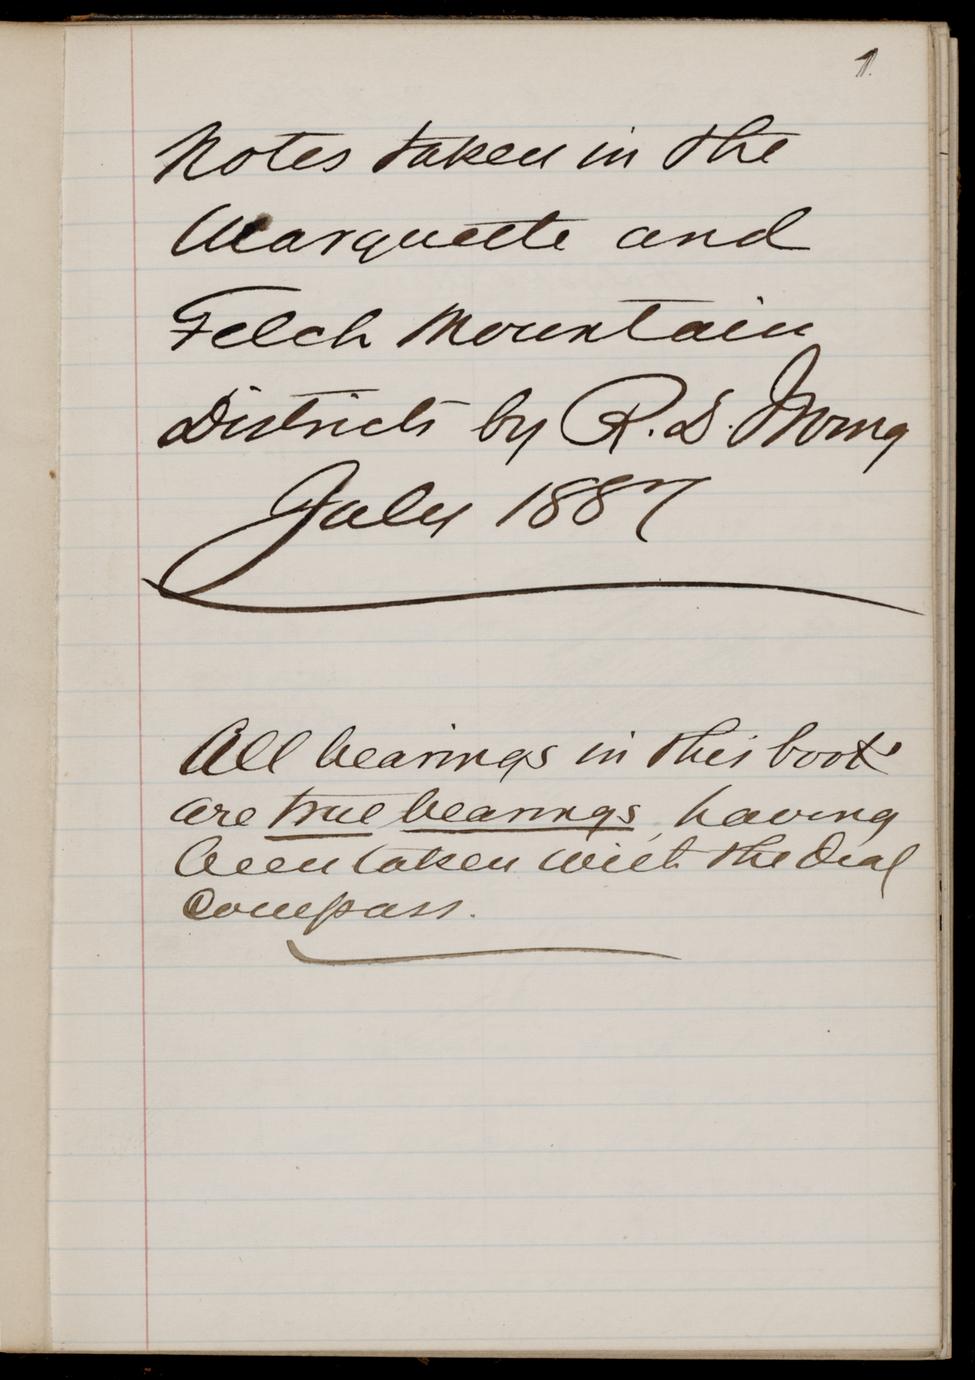 1.
Notes taken in the
Marquette and
Felch Mountain
Districts by R. D. Irving
July 1887
All bearings in this book
are true bearings, having
been taken with the Dial
Compass.